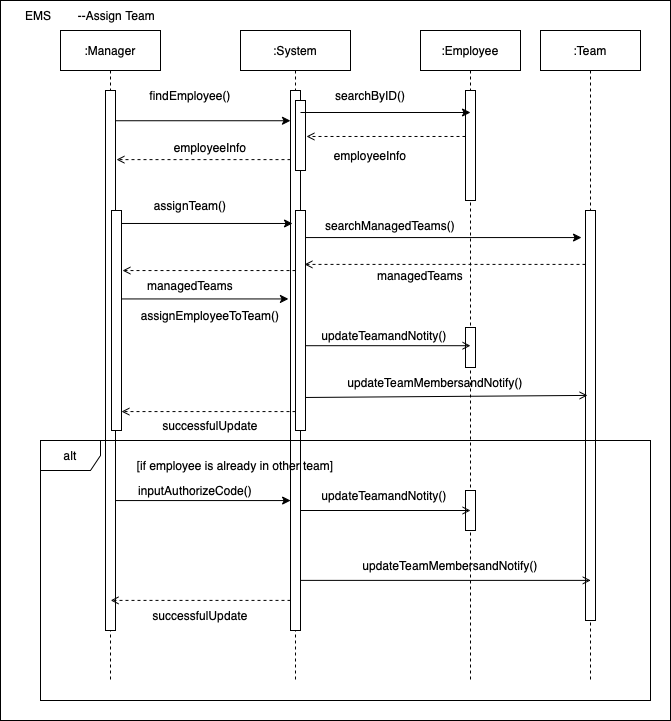 EMS --Assign Team
:Manager :System :Employee :Team
findEmployee() searchByID()
employeeInfo employeeInfo
assignTeam()
searchManagedTeams()
managedTeams
managedTeams
assignEmployeeToTeam()
updateTeamandNotity()
updateTeamMembersandNotify()
successfulUpdate
alt
[if employee is already in other team]
inputAuthorizeCode() updateTeamandNotity()
updateTeamMembersandNotify()
successfulUpdate